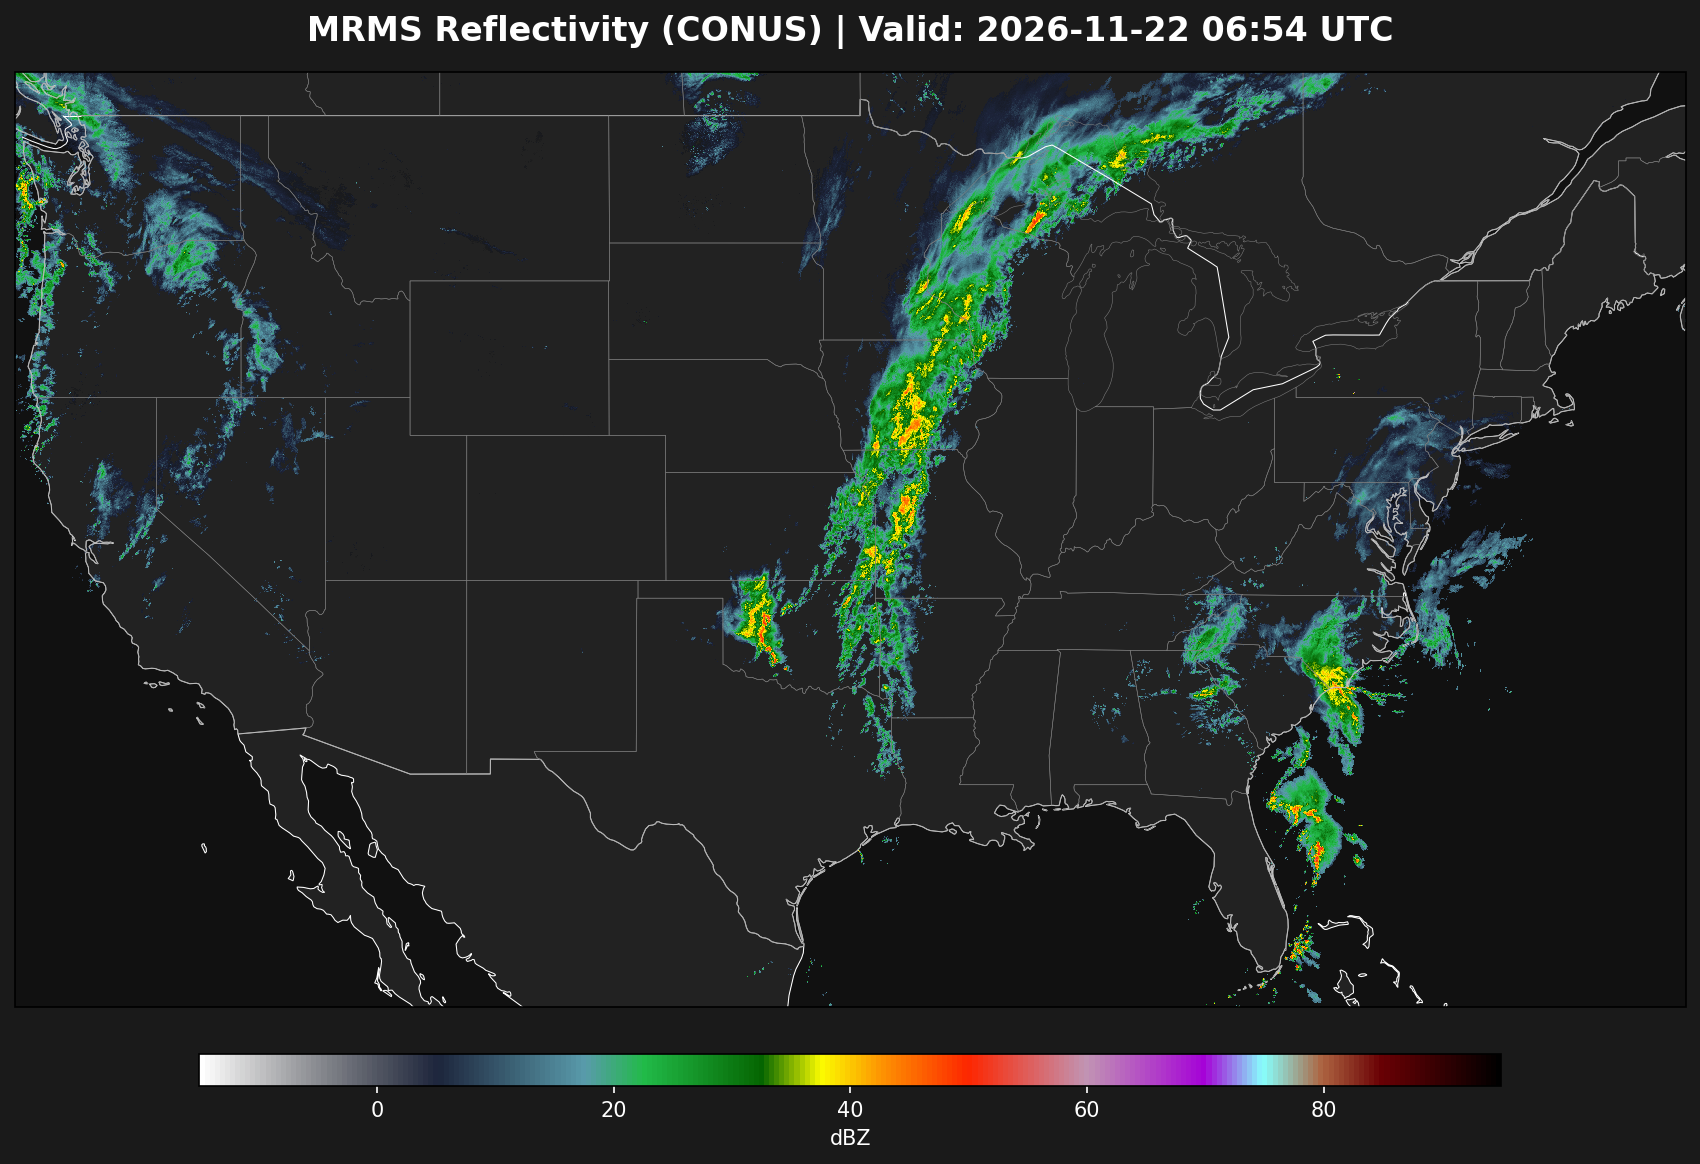 MRMS Reflectivity (CONUS) | Valid: 2026-11-22 06:54 UTC
0 20 40 60 80
dBZ